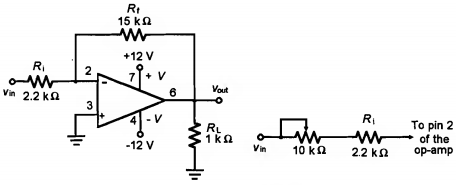 Rf
15 kΩ
+12 V
Ri
2
7
+ V
6
vout
vin
2.2 kΩ
3
4
- V
-12 V
RL
1 kΩ
vin
10 kΩ
Ri
2.2 kΩ
To pin 2
of the
op-amp